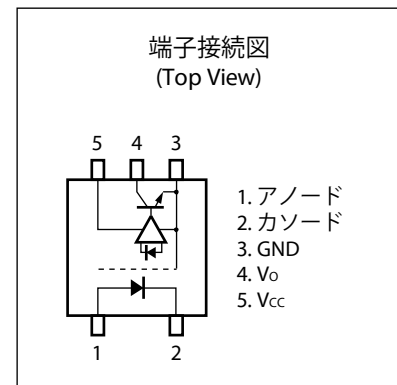 端子接続図
(Top View)
5 4 3
1. アノード
2. カソード
3. GND
4. Vo
5. Vcc
1 2